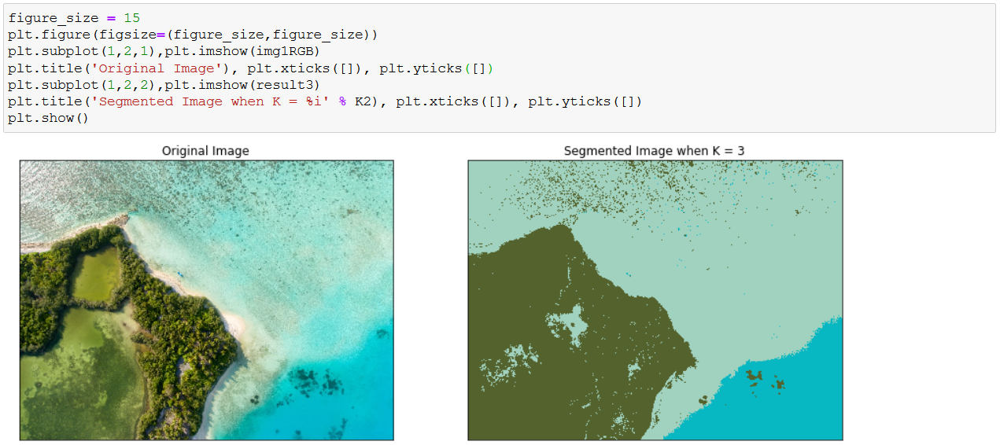 figure_size = 15
plt.figure(figsize=(figure_size,figure_size))
plt.subplot(1,2,1),plt.imshow(img1RGB)
plt.title('Original Image'), plt.xticks([]), plt.yticks([])
plt.subplot(1,2,2),plt.imshow(result3)
plt.title('Segmented Image when K = %i' % K2), plt.xticks([]), plt.yticks([])
plt.show()
Original Image
Segmented Image when K = 3